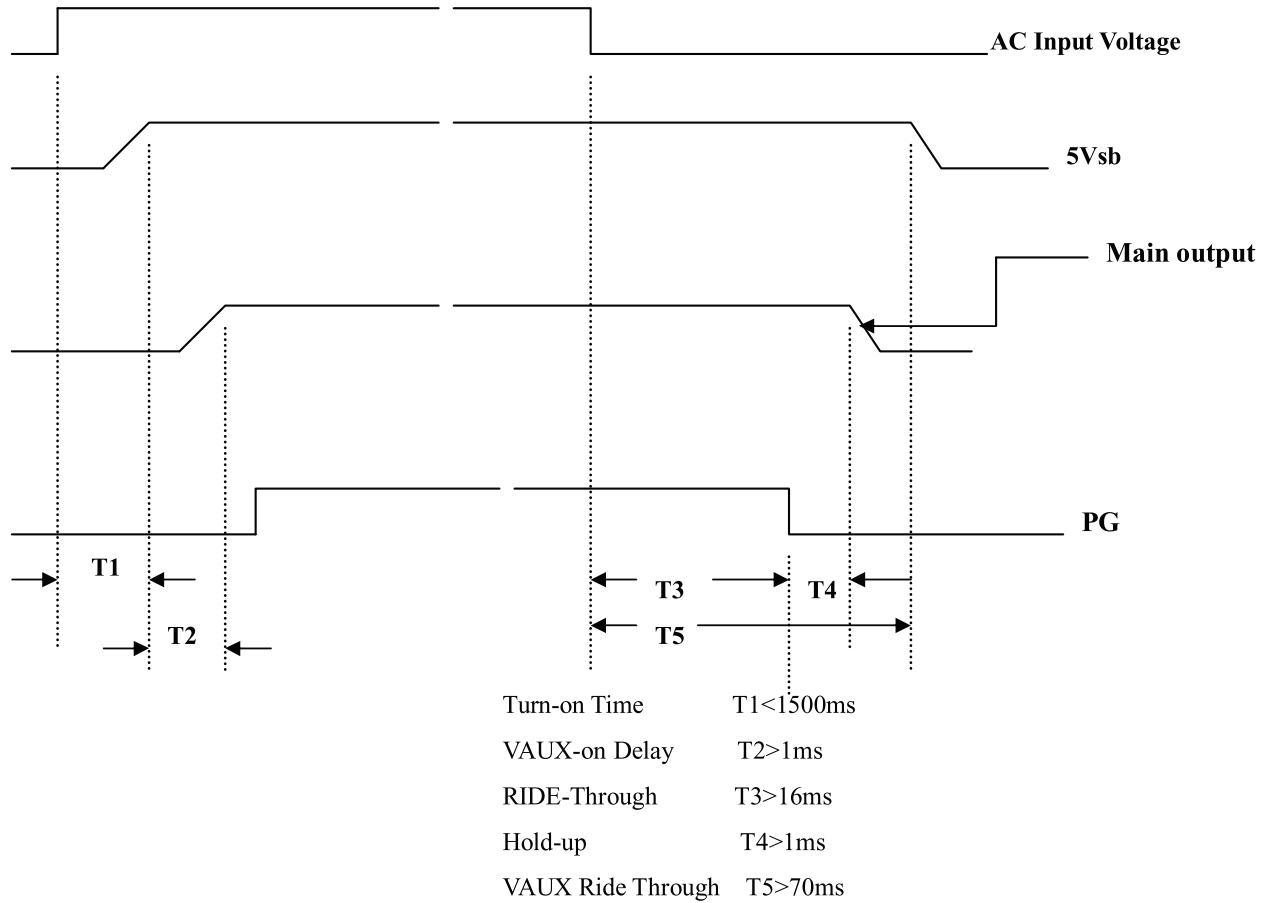 AC Input Voltage
5Vsb
Main output
PG
T1
T3
T4
T2
T5
Turn-on Time T1<1500ms
VAUX-on Delay T2>1ms
RIDE-Through T3>16ms
Hold-up T4>1ms
VAUX Ride Through T5>70ms